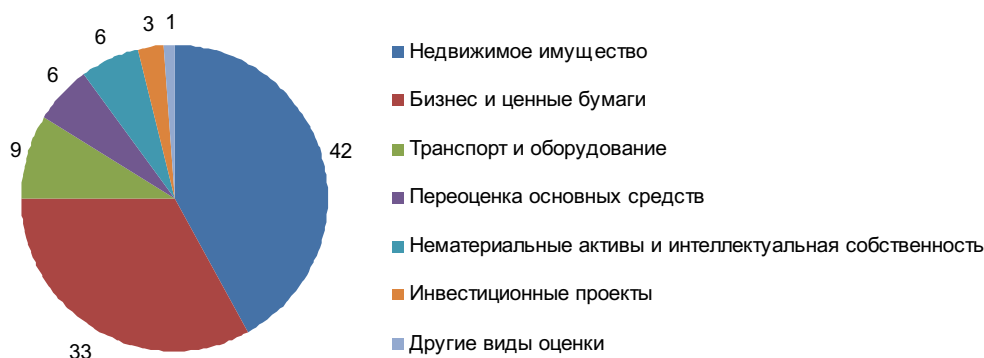 6
3
1
6
9
42
33
Недвижимое имущество
Бизнес и ценные бумаги
Транспорт и оборудование
Переоценка основных средств
Нематериальные активы и интеллектуальная собственность
Инвестиционные проекты
Другие виды оценки